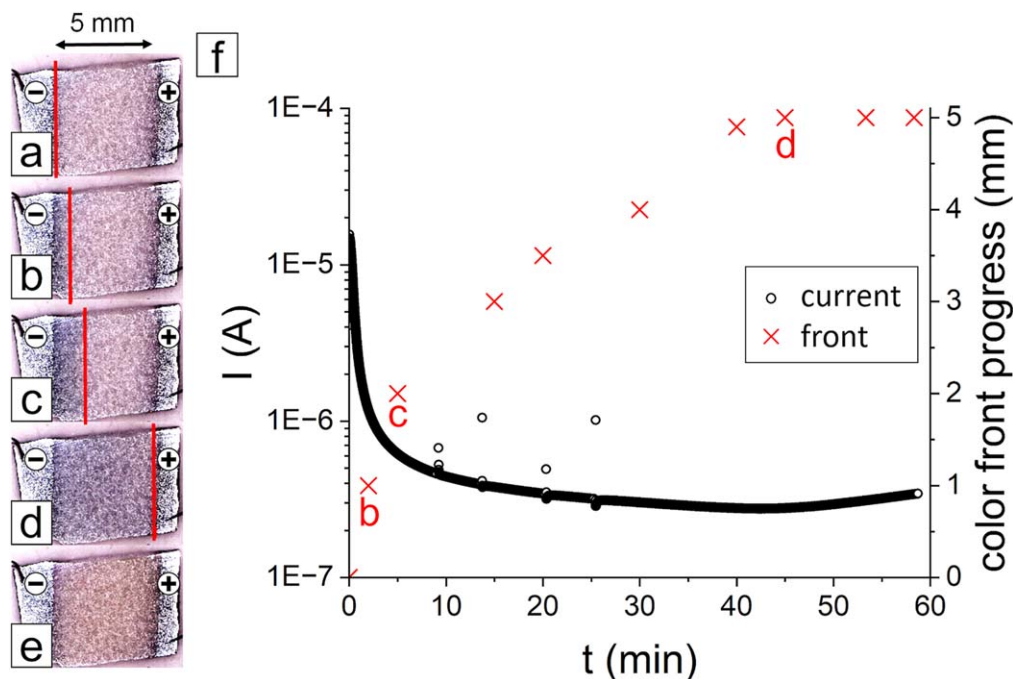 5 mm
f
− +
a
− +
b
− +
c
− +
d
− +
e
1E-4
1E-5
1E-6
1E-7
I (A)
b
c
d
current
front
0 10 20 30 40 50 60
t (min)
5
4
3
2
1
0
color front progress (mm)